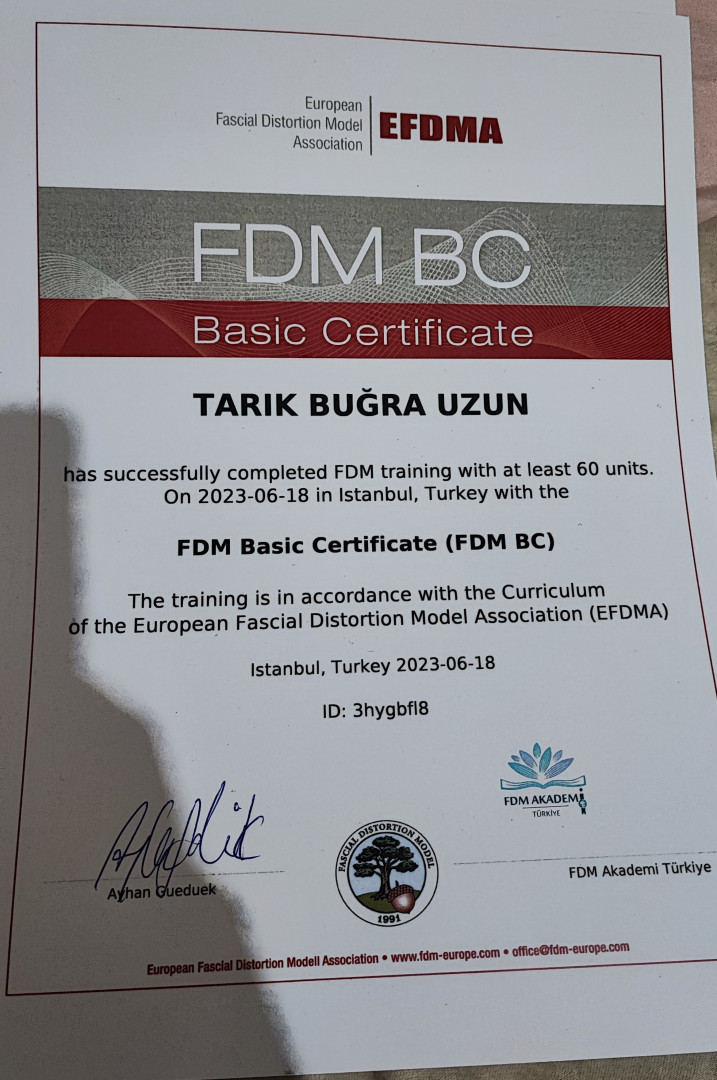 European
Fascial Distortion Model
Association
EFDMA
FDM BC
Basic Certificate
TARIK BUĞRA UZUN
has successfully completed FDM training with at least 60 units.
On 2023-06-18 in Istanbul, Turkey with the
FDM Basic Certificate (FDM BC)
The training is in accordance with the Curriculum
of the European Fascial Distortion Model Association (EFDMA)
Istanbul, Turkey 2023-06-18
ID: 3hygbfl8
FDM AKADEMİ
TÜRKİYE
Ayhan Gueduek
FASCIAL DISTORTION MODEL
1991
FDM Akademi Türkiye
European Fascial Distortion Modell Association • www.fdm-europe.com • office@fdm-europe.com